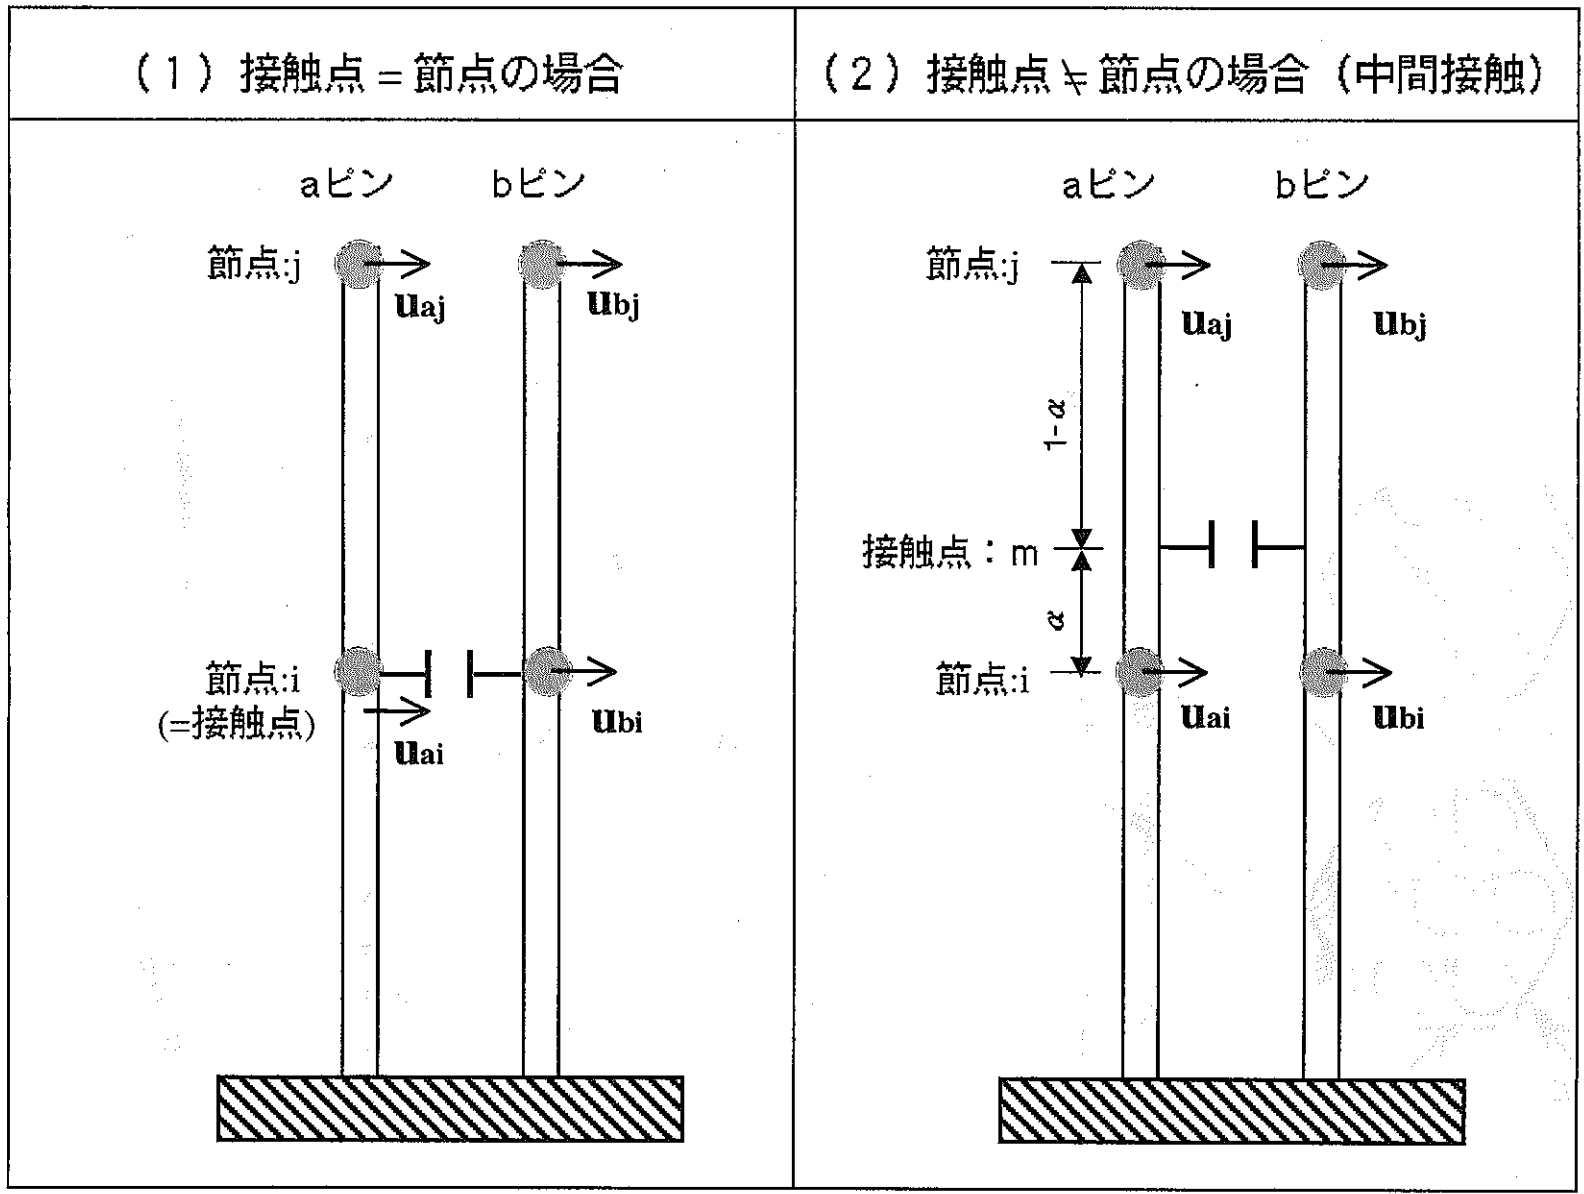 (1)接触点=節点の場合
(2)接触点≒節点の場合(中間接触)
aピン
bピン
節点:j
uaj
ubj
節点:i
(=接触点)
uai
ubi
aピン
bピン
節点:j
uaj
ubj
1-α
接触点:m
α
節点:i
uai
ubi